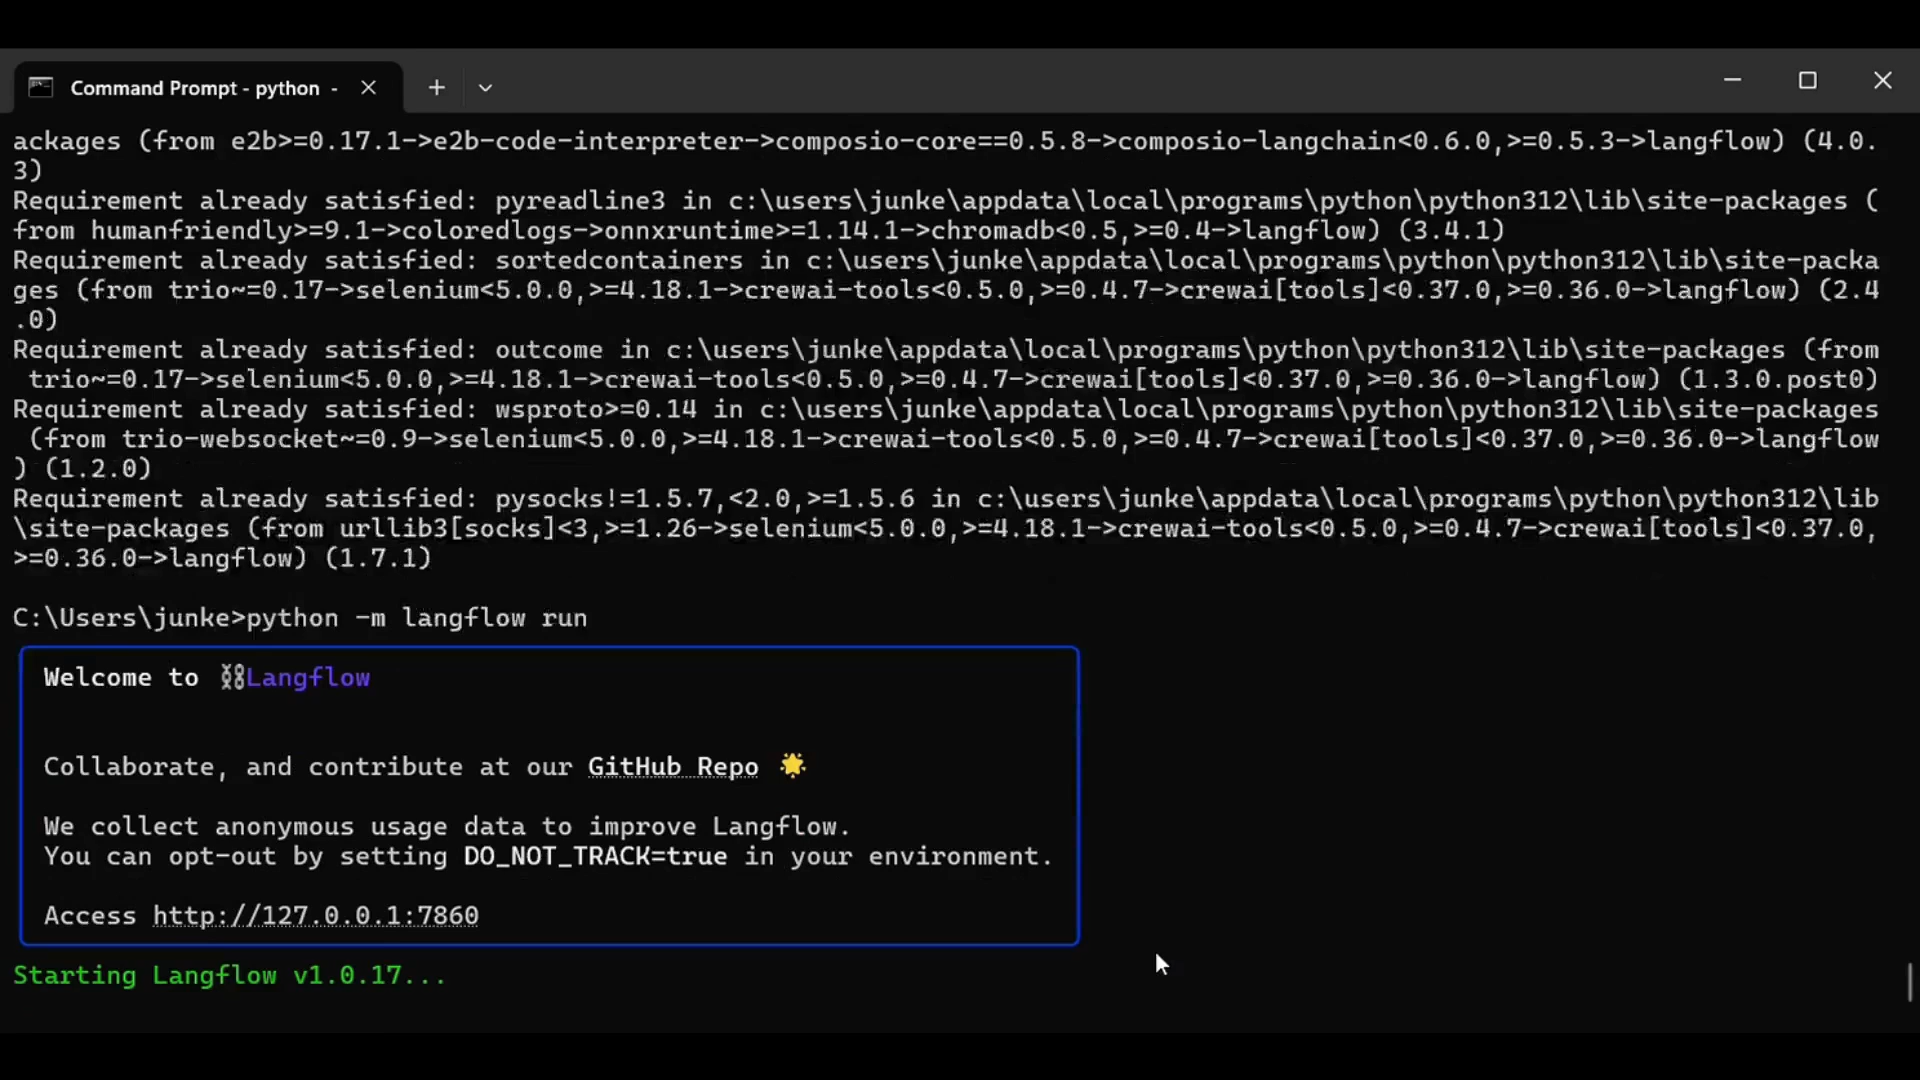 Command Prompt - python -
ackages (from e2b>=0.17.1->e2b-code-interpreter->composio-core==0.5.8->composio-langchain<0.6.0,>=0.5.3->langflow) (4.0.
3)
Requirement already satisfied: pyreadline3 in c:\users\junke\appdata\local\programs\python\python312\lib\site-packages (
from humanfriendly>=9.1->coloredlogs->onnxruntime>=1.14.1->chromadb<0.5,>=0.4->langflow) (3.4.1)
Requirement already satisfied: sortedcontainers in c:\users\junke\appdata\local\programs\python\python312\lib\site-packa
ges (from trio~=0.17->selenium<5.0.0,>=4.18.1->crewai-tools<0.5.0,>=0.4.7->crewai[tools]<0.37.0,>=0.36.0->langflow) (2.4
.0)
Requirement already satisfied: outcome in c:\users\junke\appdata\local\programs\python\python312\lib\site-packages (from
 trio~=0.17->selenium<5.0.0,>=4.18.1->crewai-tools<0.5.0,>=0.4.7->crewai[tools]<0.37.0,>=0.36.0->langflow) (1.3.0.post0)
Requirement already satisfied: wsproto>=0.14 in c:\users\junke\appdata\local\programs\python\python312\lib\site-packages
 (from trio-websocket~=0.9->selenium<5.0.0,>=4.18.1->crewai-tools<0.5.0,>=0.4.7->crewai[tools]<0.37.0,>=0.36.0->langflow
) (1.2.0)
Requirement already satisfied: pysocks!=1.5.7,<2.0,>=1.5.6 in c:\users\junke\appdata\local\programs\python\python312\lib
\site-packages (from urllib3[socks]<3,>=1.26->selenium<5.0.0,>=4.18.1->crewai-tools<0.5.0,>=0.4.7->crewai[tools]<0.37.0,
>=0.36.0->langflow) (1.7.1)
C:\Users\junke>python -m langflow run
Welcome to ⛓Langflow
Collaborate, and contribute at our GitHub Repo 🌟
We collect anonymous usage data to improve Langflow.
You can opt-out by setting DO_NOT_TRACK=true in your environment.
Access http://127.0.0.1:7860
Starting Langflow v1.0.17...